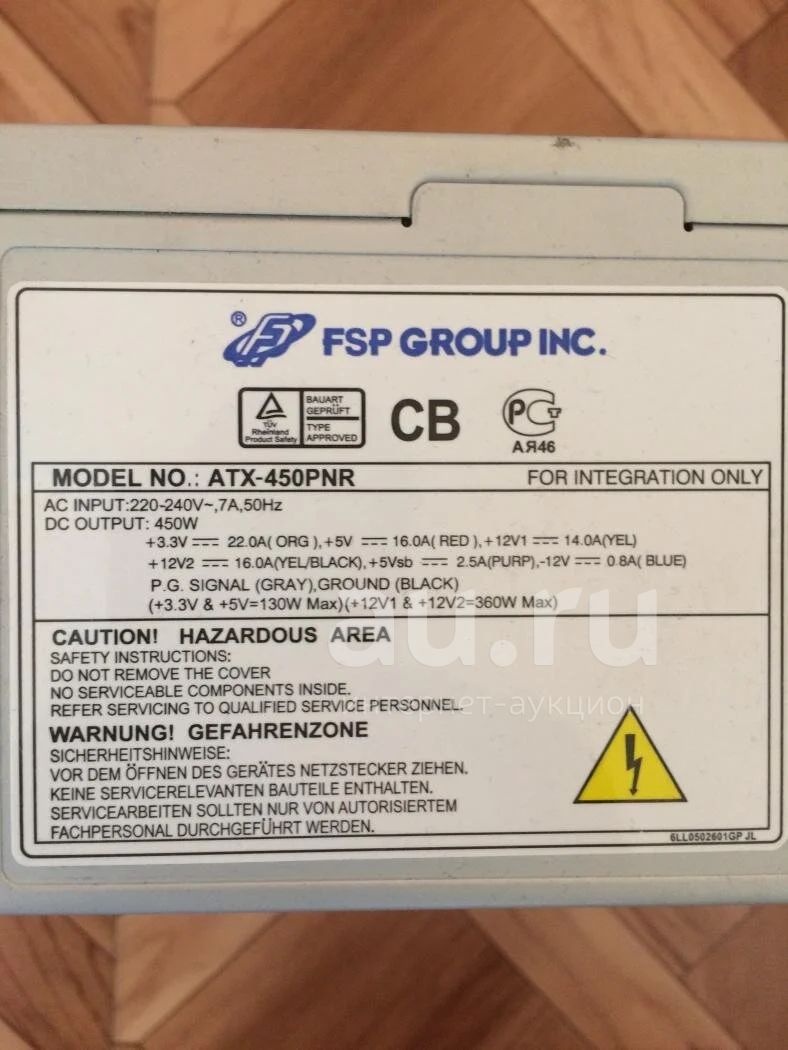 ® FSP GROUP INC.
TÜV
Rheinland
Product Safety
BAUART
GEPRÜFT
TYPE
APPROVED
CB
РСТ
АЯ46
MODEL NO.: ATX-450PNR
FOR INTEGRATION ONLY
AC INPUT:220-240V~,7A,50Hz
DC OUTPUT: 450W
+3.3V ⎓ 22.0A( ORG ),+5V ⎓ 16.0A( RED ),+12V1 ⎓ 14.0A(YEL)
+12V2 ⎓ 16.0A(YEL/BLACK),+5Vsb ⎓ 2.5A(PURP),-12V ⎓ 0.8A( BLUE)
P.G. SIGNAL (GRAY),GROUND (BLACK)
(+3.3V & +5V=130W Max)(+12V1 & +12V2=360W Max)
CAUTION! HAZARDOUS AREA
SAFETY INSTRUCTIONS:
DO NOT REMOVE THE COVER
NO SERVICEABLE COMPONENTS INSIDE.
REFER SERVICING TO QUALIFIED SERVICE PERSONNEL.
WARNUNG! GEFAHRENZONE
SICHERHEITSHINWEISE:
VOR DEM ÖFFNEN DES GERÄTES NETZSTECKER ZIEHEN.
KEINE SERVICERELEVANTEN BAUTEILE ENTHALTEN.
SERVICEARBEITEN SOLLTEN NUR VON AUTORISIERTEM
FACHPERSONAL DURCHGEFÜHRT WERDEN.
6LL0502601GP JL
au.ru
интернет-аукцион